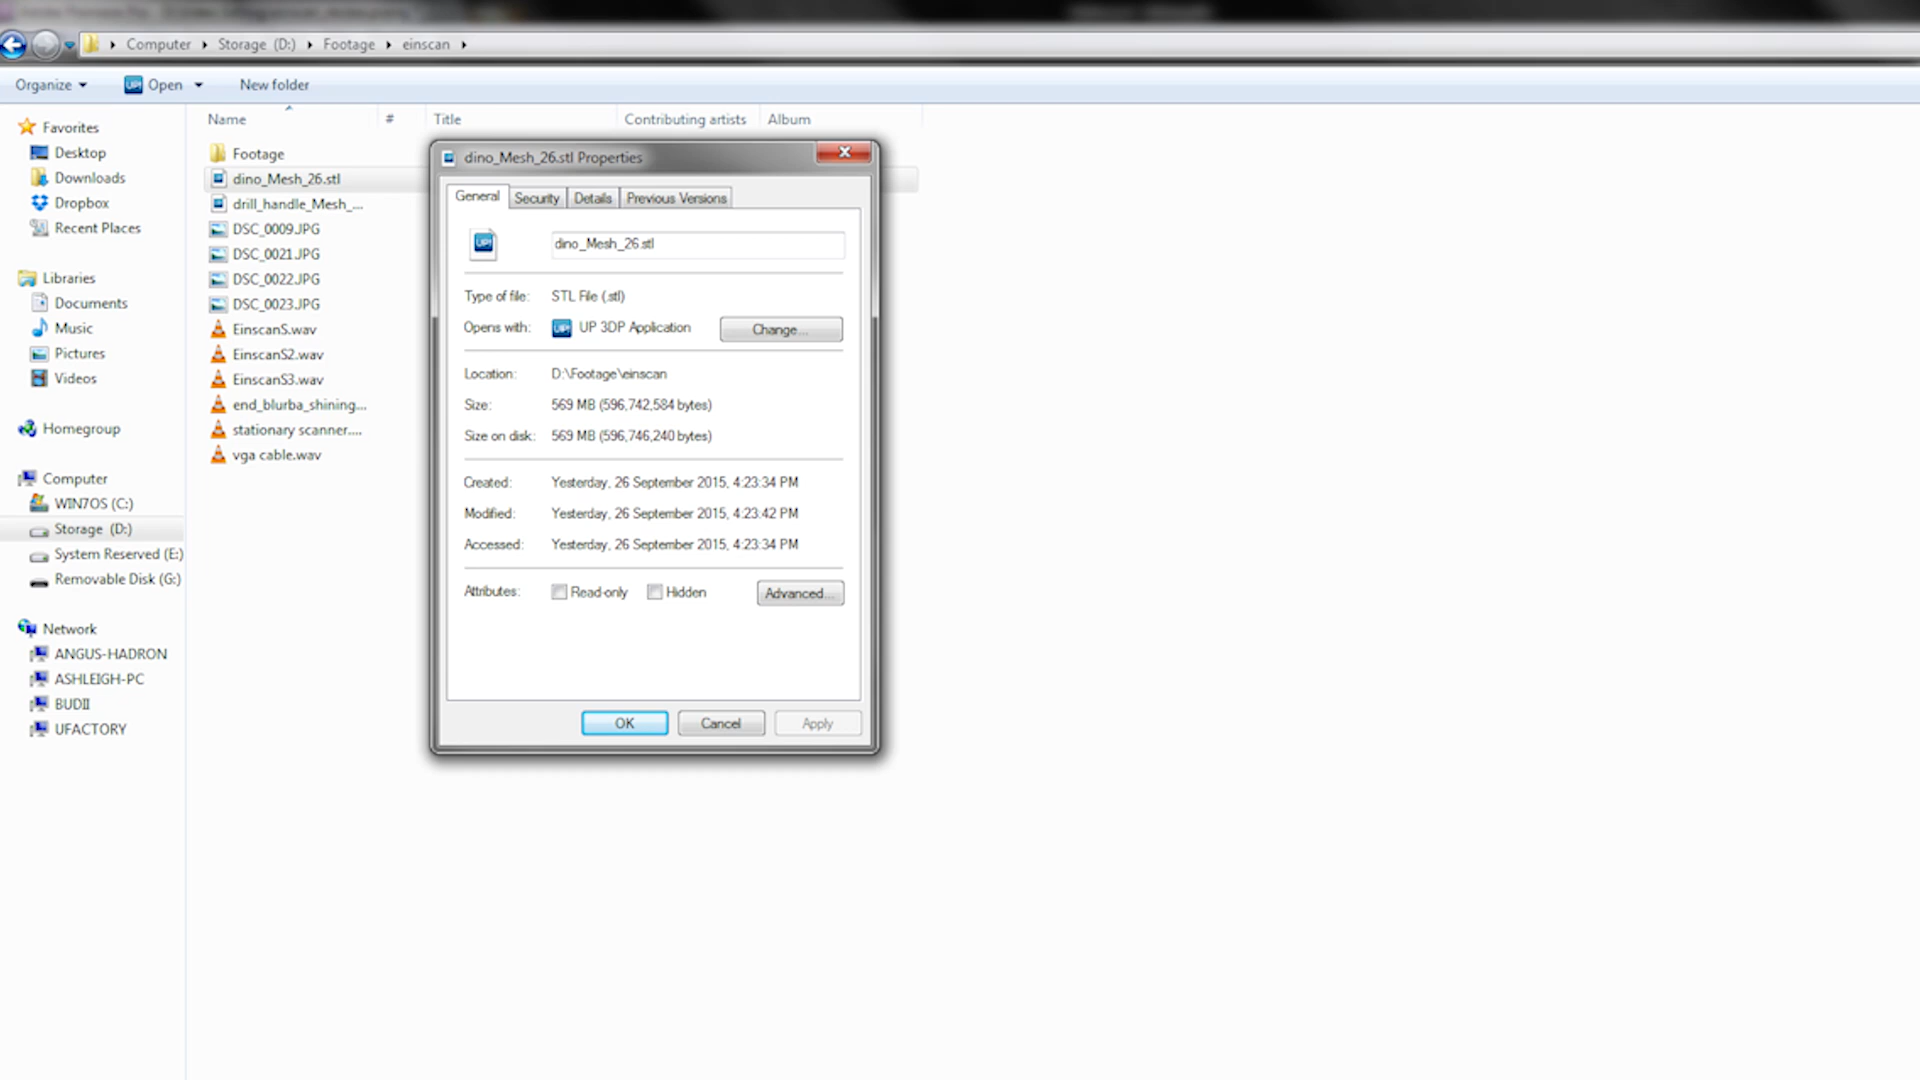 Computer Storage (D:) Footage einscan
Organize Open New folder
Name # Title Contributing artists Album
Favorites
Desktop
Downloads
Dropbox
Recent Places
Libraries
Documents
Music
Pictures
Videos
Homegroup
Computer
WIN7OS (C:)
Storage (D:)
System Reserved (E:)
Removable Disk (G:)
Network
ANGUS-HADRON
ASHLEIGH-PC
BUDII
UFACTORY
Footage
dino_Mesh_26.stl
drill_handle_Mesh_...
DSC_0009.JPG
DSC_0021.JPG
DSC_0022.JPG
DSC_0023.JPG
EinscanS.wav
EinscanS2.wav
EinscanS3.wav
end_blurba_shining...
stationary scanner....
vga cable.wav
dino_Mesh_26.stl Properties
General Security Details Previous Versions
UP! dino_Mesh_26.stl
Type of file: STL File (.stl)
Opens with: UP! UP 3DP Application Change...
Location: D:\Footage\einscan
Size: 569 MB (596,742,584 bytes)
Size on disk: 569 MB (596,746,240 bytes)
Created: Yesterday, 26 September 2015, 4:23:34 PM
Modified: Yesterday, 26 September 2015, 4:23:42 PM
Accessed: Yesterday, 26 September 2015, 4:23:34 PM
Attributes: Read-only Hidden Advanced...
OK Cancel Apply